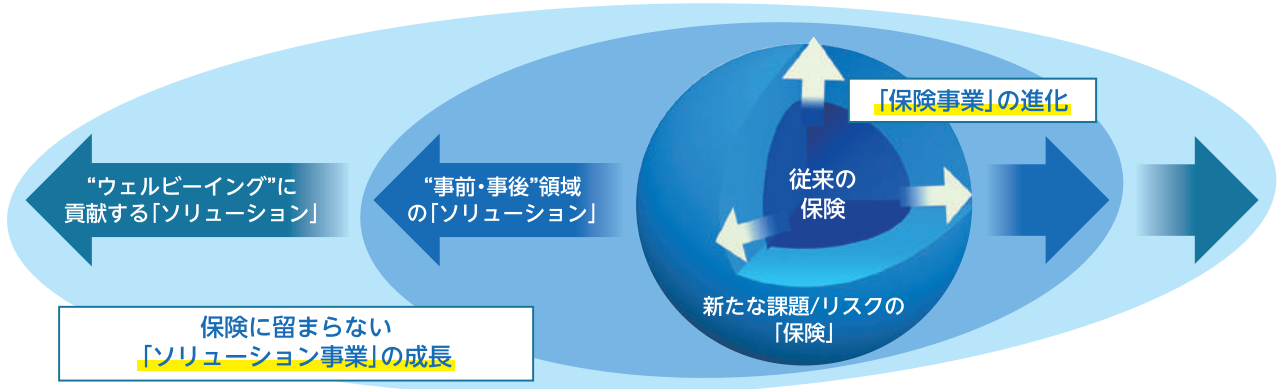 「保険事業」の進化
“ウェルビーイング”に
貢献する「ソリューション」
“事前・事後”領域
の「ソリューション」
従来の
保険
新たな課題/リスクの
「保険」
保険に留まらない
「ソリューション事業」の成長